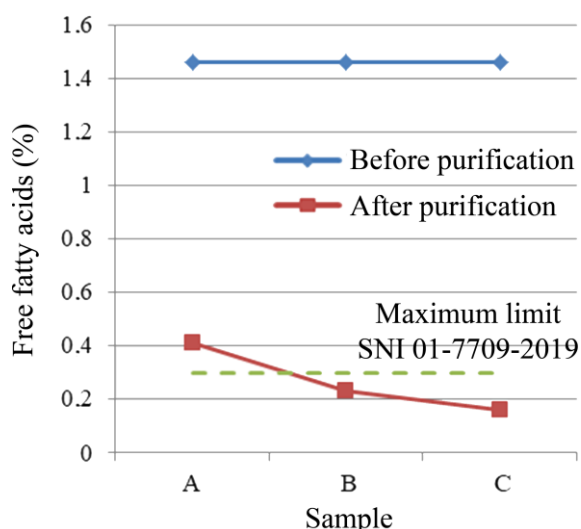 1.6
1.4
1.2
1
0.8
0.6
0.4
0.2
0
Free fatty acids (%)
Before purification
After purification
Maximum limit
SNI 01-7709-2019
A B C
Sample